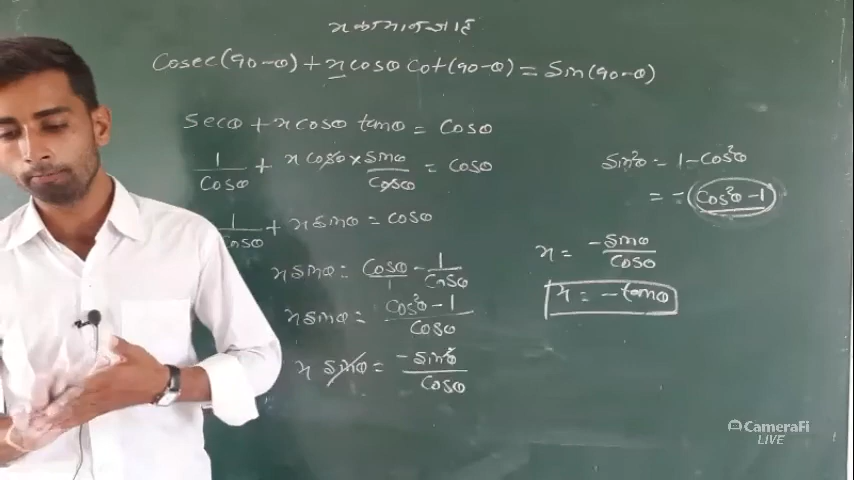 cosec(90-θ) + x cosθ cot(90-θ) = sin(90-θ)
secθ + x cosθ tanθ = cosθ
1/cosθ + x cosθ × sinθ/cosθ = cosθ
1/cosθ + x sinθ = cosθ
x sinθ = cosθ/1 - 1/cosθ
x sinθ = cos²θ - 1/cosθ
x sinθ = -sin²θ/cosθ
sin²θ = 1 - cos²θ
= -(cos²θ - 1)
x = -sinθ/cosθ
x = -tanθ
CameraFi
LIVE